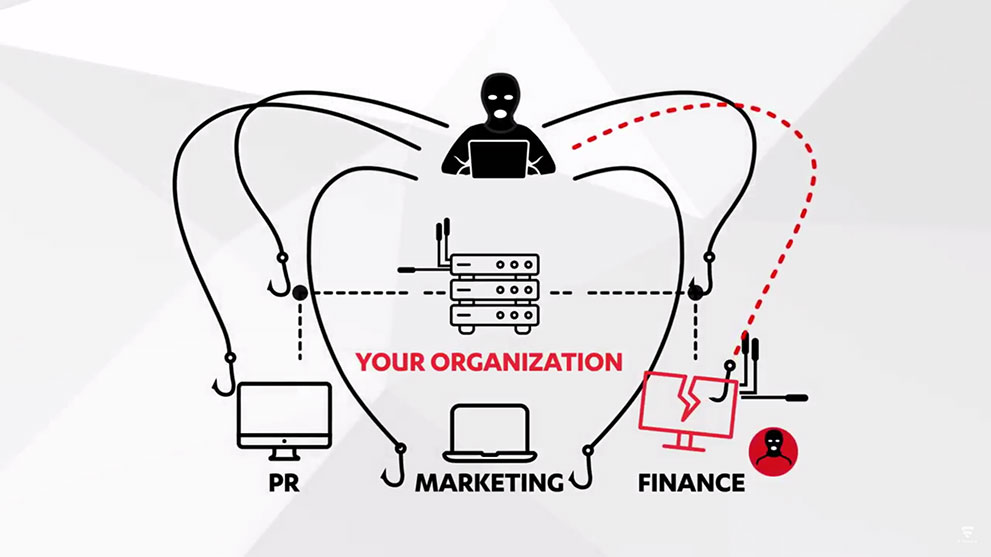 YOUR ORGANIZATION
PR
MARKETING
FINANCE